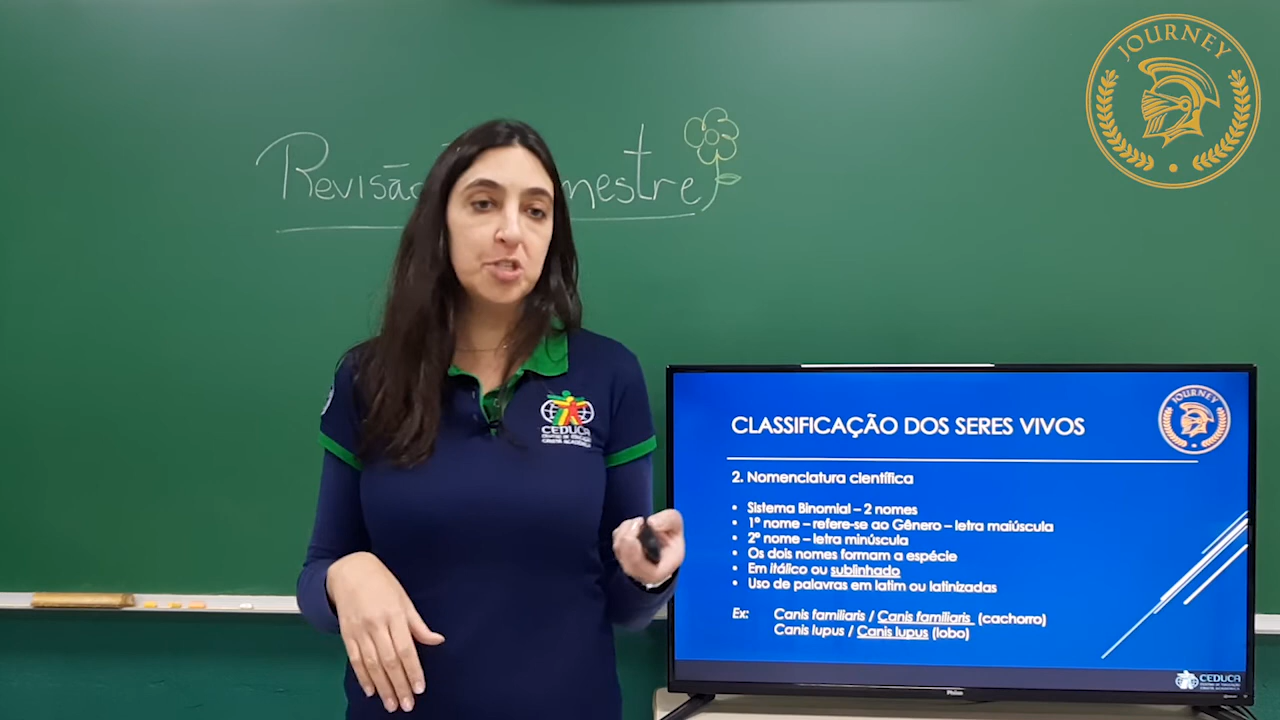 JOURNEY
Revisão mestre
CEDUCA
JOURNEY
CLASSIFICAÇÃO DOS SERES VIVOS
2. Nomenclatura científica
• Sistema Binomial – 2 nomes
• 1º nome – refere-se ao Gênero – letra maiúscula
• 2º nome – letra minúscula
• Os dois nomes formam a espécie
• Em itálico ou sublinhado
• Uso de palavras em latim ou latinizadas
Ex: Canis familiaris / Canis familiaris (cachorro)
Canis lupus / Canis lupus (lobo)
CEDUCA
Philco